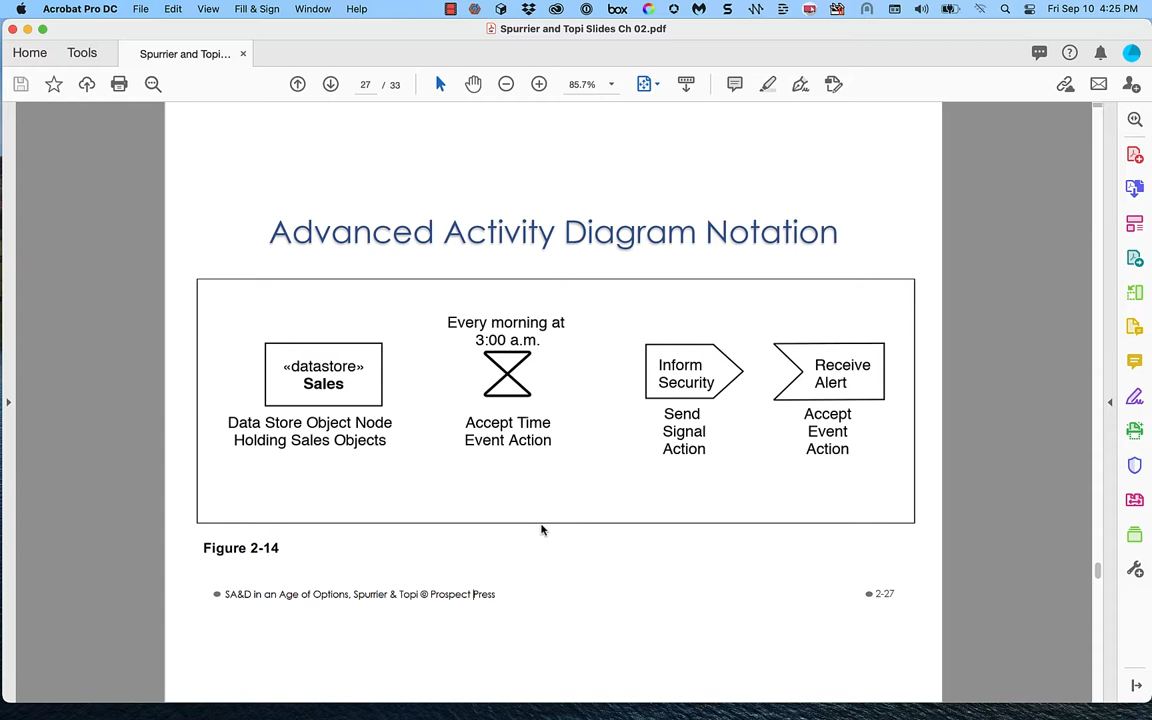 Acrobat Pro DC File Edit View Fill & Sign Window Help box Fri Sep 10 4:25 PM
Spurrier and Topi Slides Ch 02.pdf
Home Tools Spurrier and Topi... ×
27 / 33 85.7%
Advanced Activity Diagram Notation
Every morning at
3:00 a.m.
«datastore»
Sales
Inform
Security
Receive
Alert
Data Store Object Node
Holding Sales Objects
Accept Time
Event Action
Send
Signal
Action
Accept
Event
Action
Figure 2-14
SA&D in an Age of Options, Spurrier & Topi © Prospect Press
2-27